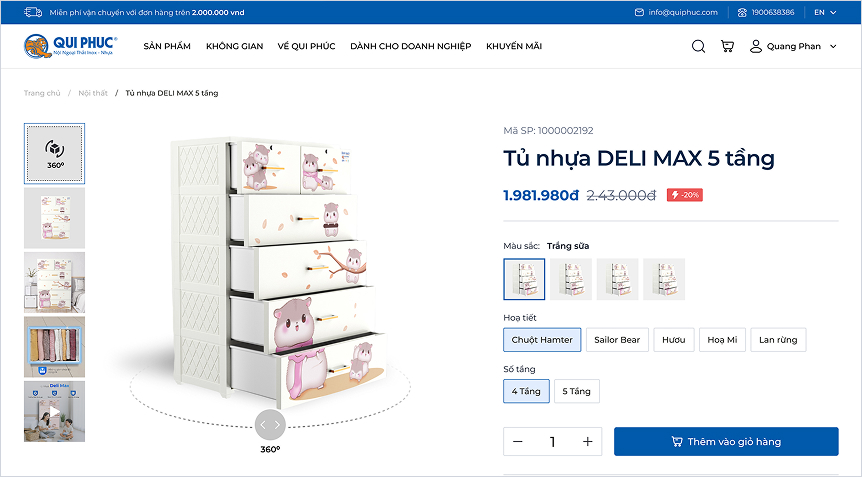 Miễn phí vận chuyển với đơn hàng trên 2.000.000 vnd
info@quiphuc.com
1900638386
EN
QUI PHUC®
Nội Ngoại Thất Inox - Nhựa
SẢN PHẨM
KHÔNG GIAN
VỀ QUI PHÚC
DÀNH CHO DOANH NGHIỆP
KHUYẾN MÃI
Quang Phan
Trang chủ / Nội thất / Tủ nhựa DELI MAX 5 tầng
360⁰
Deli Max
360⁰
Mã SP: 1000002192
Tủ nhựa DELI MAX 5 tầng
1.981.980đ 2.43.000đ -20%
Màu sắc: Trắng sữa
Hoạ tiết
Chuột Hamter
Sailor Bear
Hươu
Hoạ Mi
Lan rừng
Số tầng
4 Tầng
5 Tầng
1
Thêm vào giỏ hàng